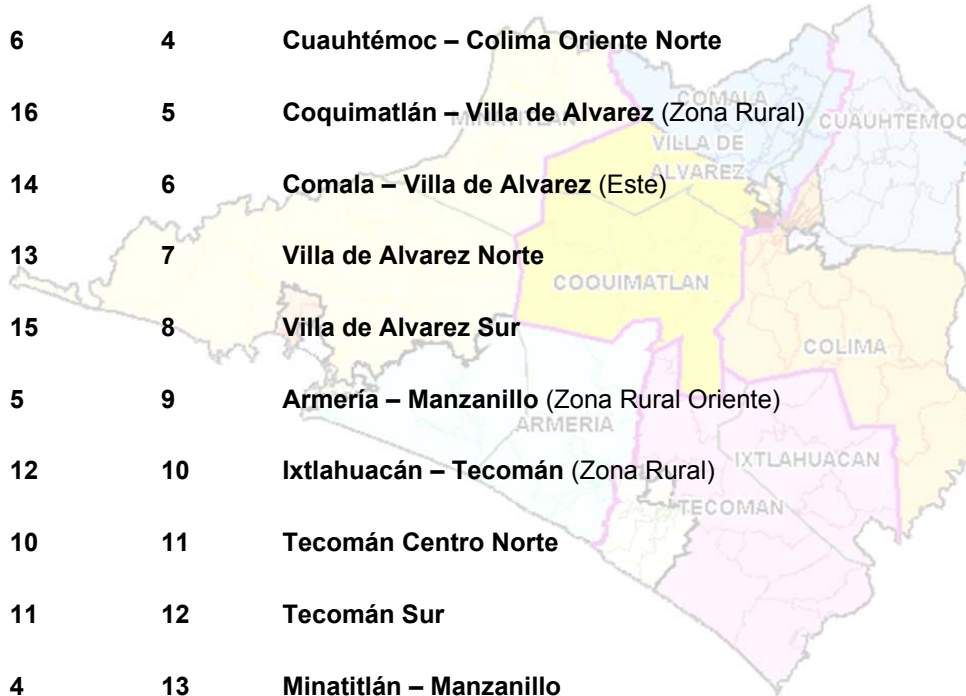 6 4 Cuauhtémoc – Colima Oriente Norte
16 5 Coquimatlán – Villa de Alvarez (Zona Rural)
14 6 Comala – Villa de Alvarez (Este)
13 7 Villa de Alvarez Norte
15 8 Villa de Alvarez Sur
5 9 Armería – Manzanillo (Zona Rural Oriente)
12 10 Ixtlahuacán – Tecomán (Zona Rural)
10 11 Tecomán Centro Norte
11 12 Tecomán Sur
4 13 Minatitlán – Manzanillo
COMALA
MINATITLAN
CUAUHTEMOC
VILLA DE
ALVAREZ
COQUIMATLAN
COLIMA
ARMERIA
IXTLAHUACAN
TECOMAN